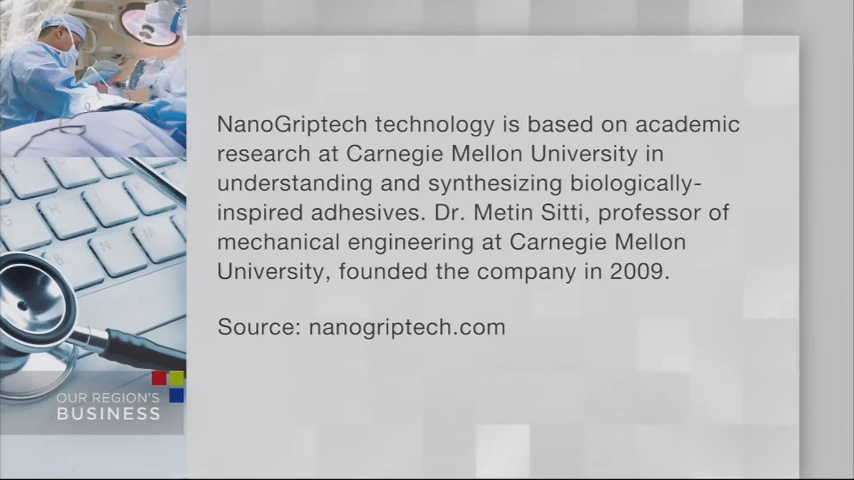 NanoGriptech technology is based on academic
research at Carnegie Mellon University in
understanding and synthesizing biologically-
inspired adhesives. Dr. Metin Sitti, professor of
mechanical engineering at Carnegie Mellon
University, founded the company in 2009.
Source: nanogriptech.com
OUR REGION'S
BUSINESS